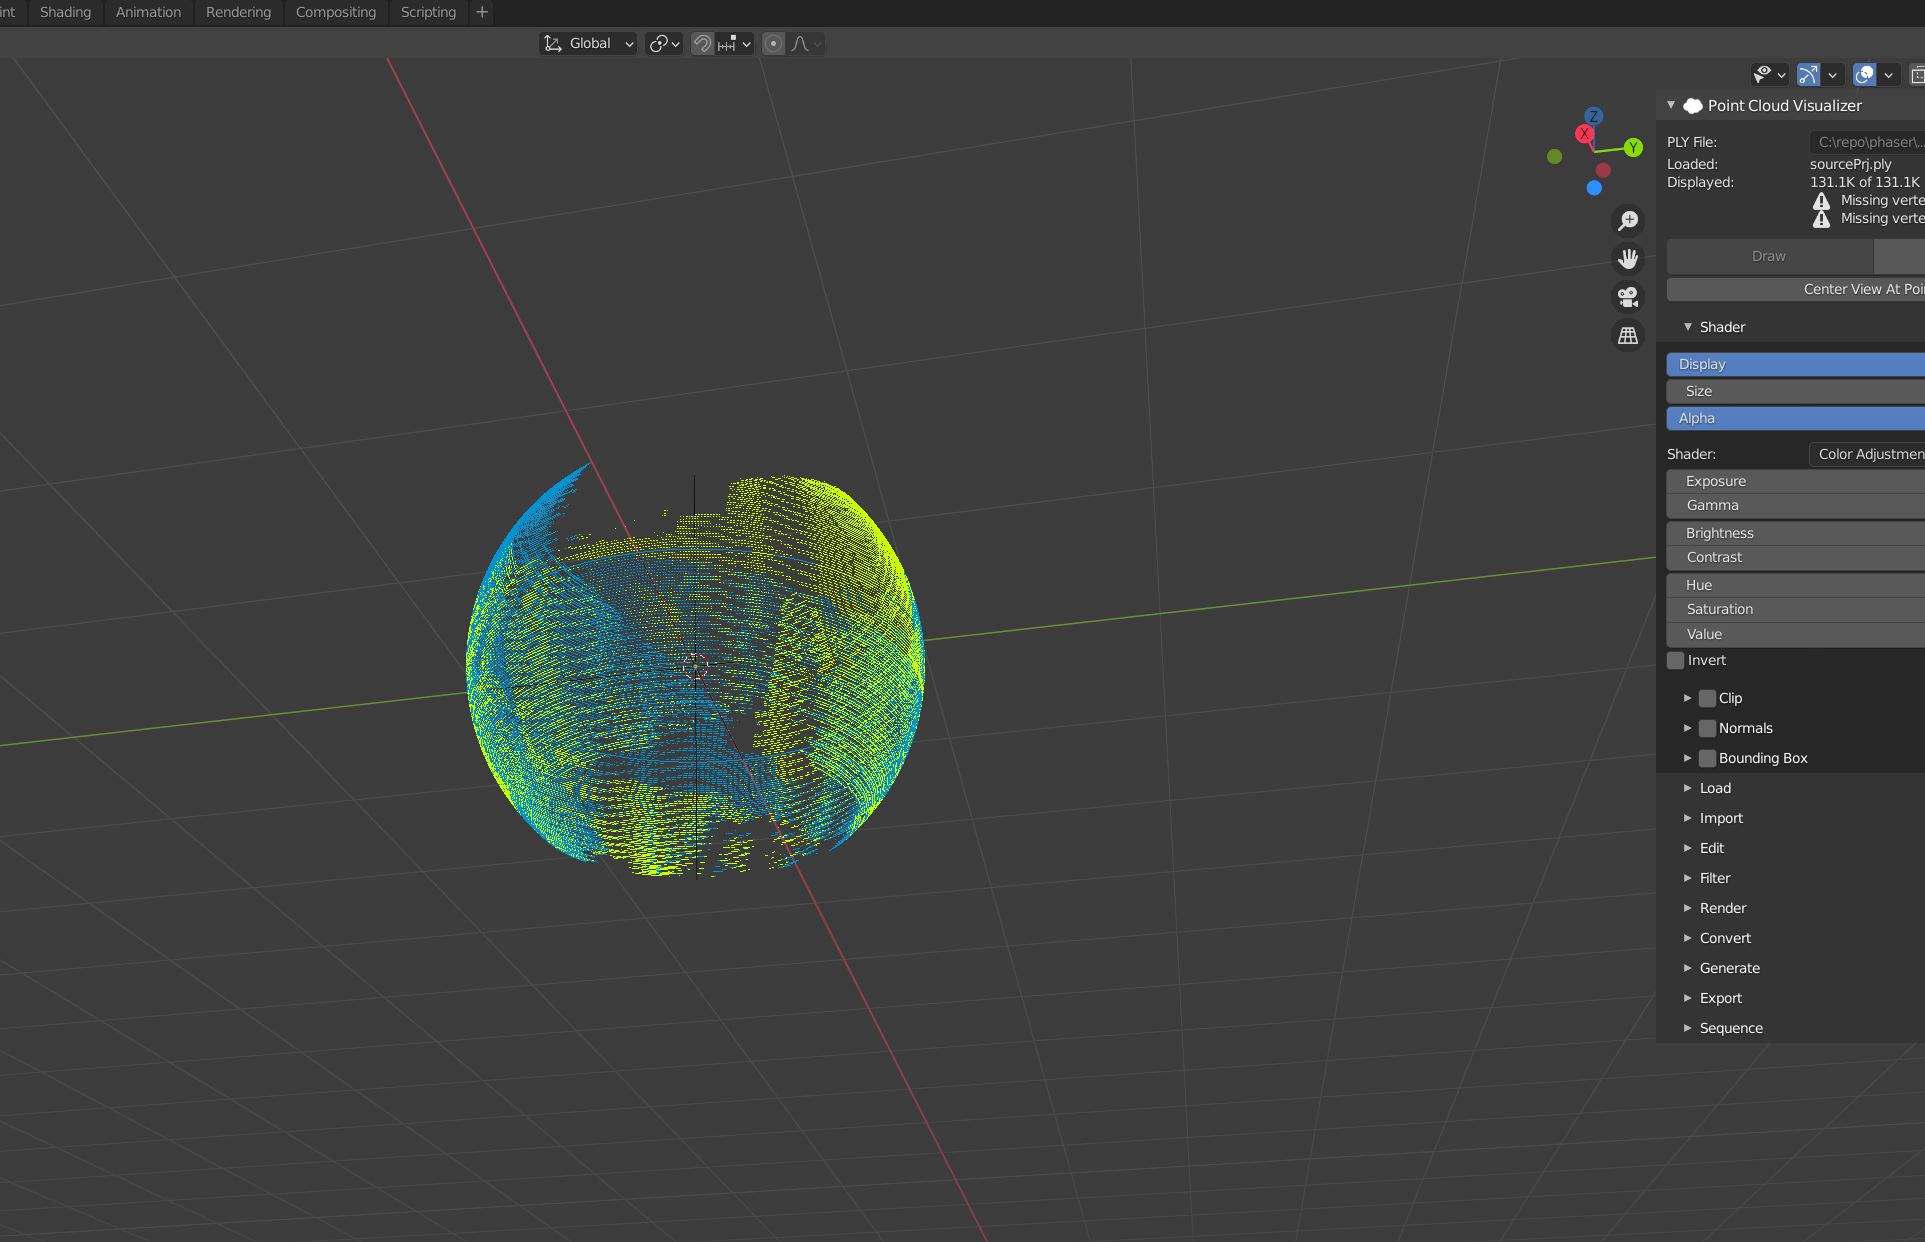 int Shading Animation Rendering Compositing Scripting +
Global
Point Cloud Visualizer
PLY File: C:\repo\phaser\...
Loaded: sourcePrj.ply
Displayed: 131.1K of 131.1K
Missing verte
Missing verte
Draw
Center View At Poi
Shader
Display
Size
Alpha
Shader: Color Adjustmen
Exposure
Gamma
Brightness
Contrast
Hue
Saturation
Value
Invert
Clip
Normals
Bounding Box
Load
Import
Edit
Filter
Render
Convert
Generate
Export
Sequence
Z
X
Y